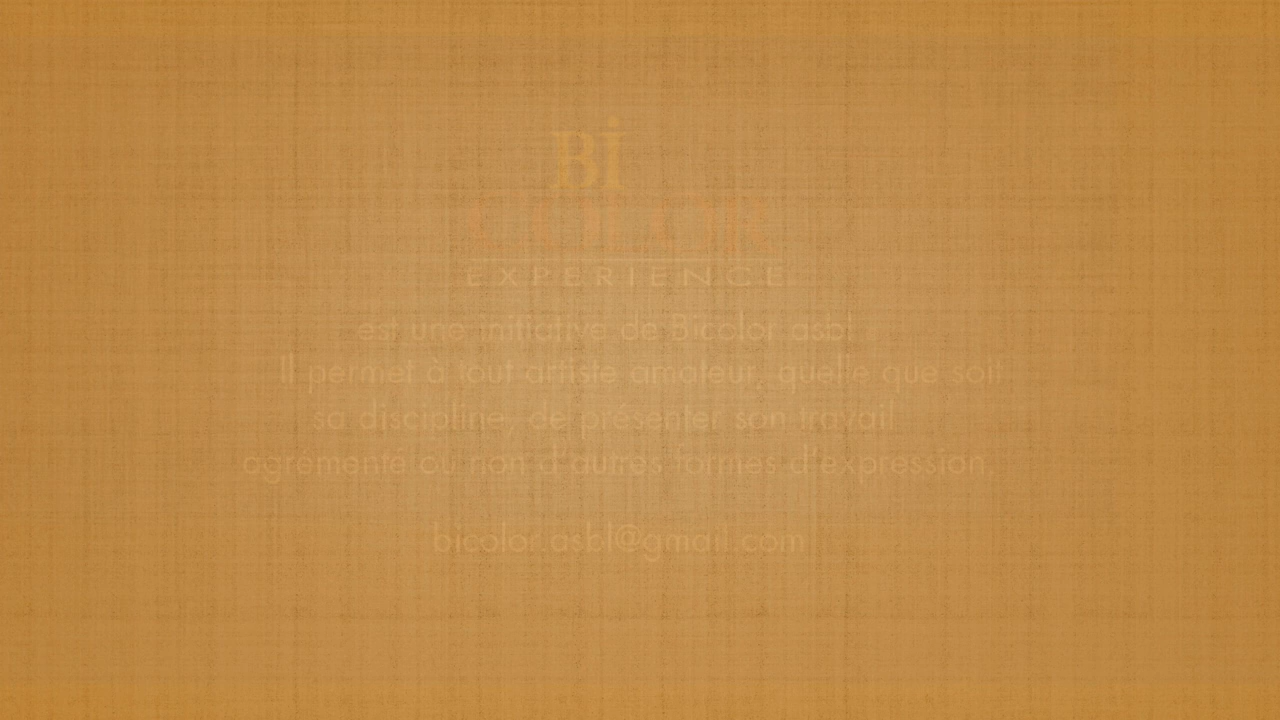 Bi
COLOR
EXPERIENCE
est une initiative de Bicolor asbl
Il permet à tout artiste amateur, quelle que soit
sa discipline, de présenter son travail
agrementé ou non d'autres formes d'expression,
bicolor.asbl@gmail.com